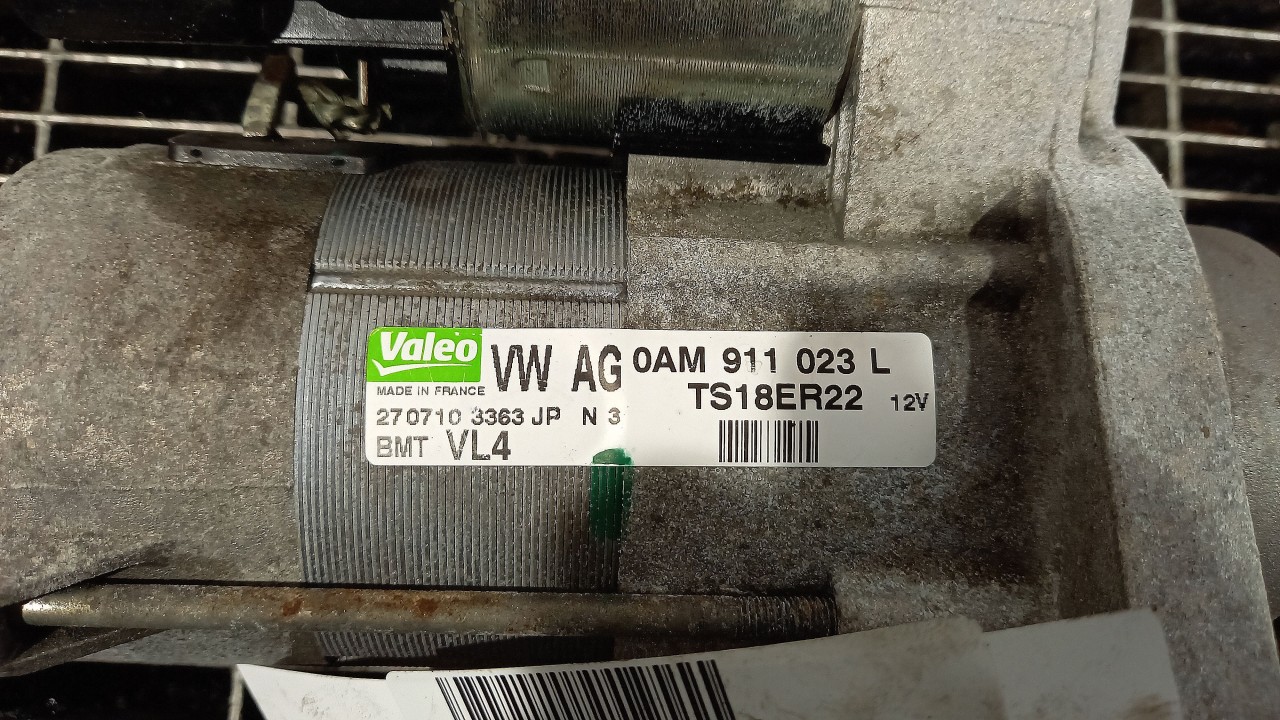 Valeo VW AG 0AM 911 023 L
MADE IN FRANCE TS18ER22 12V
270710 3363 JP N 3
BMT VL4